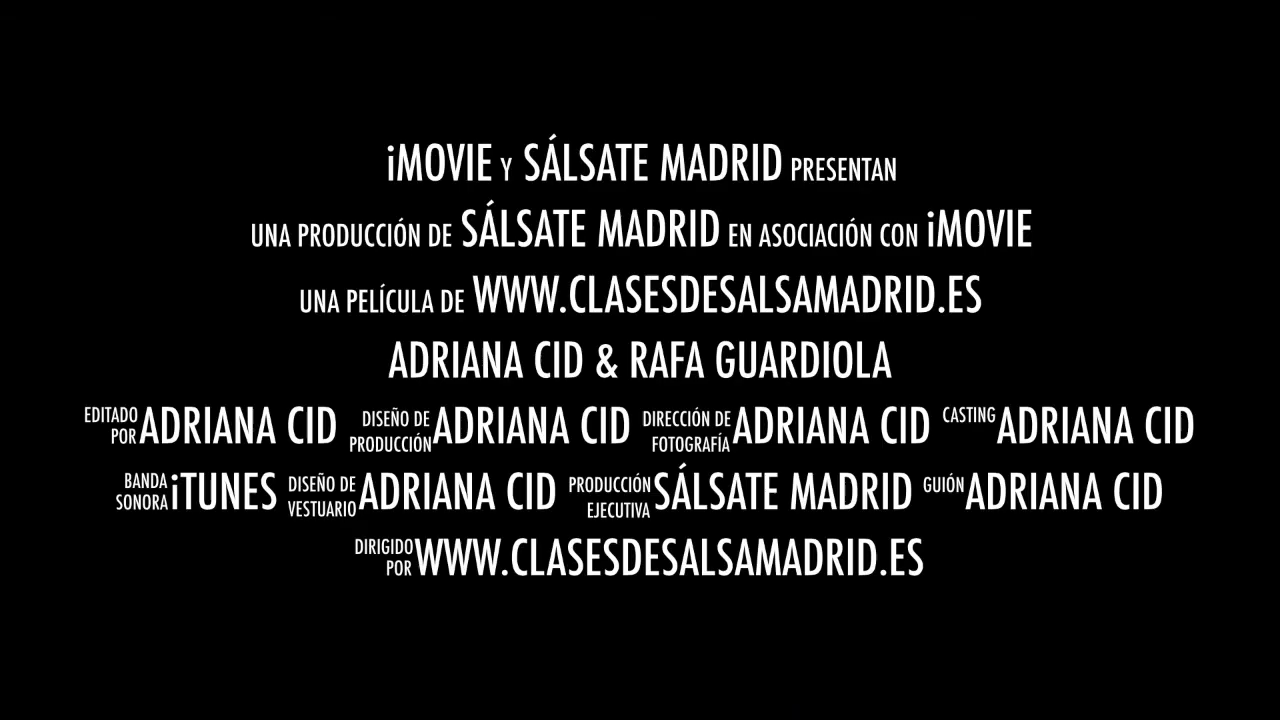 iMOVIE Y SÁLSATE MADRID PRESENTAN
UNA PRODUCCIÓN DE SÁLSATE MADRID EN ASOCIACIÓN CON iMOVIE
UNA PELÍCULA DE WWW.CLASESDESALSAMADRID.ES
ADRIANA CID & RAFA GUARDIOLA
EDITADO POR ADRIANA CID DISEÑO DE PRODUCCIÓN ADRIANA CID DIRECCIÓN DE FOTOGRAFÍA ADRIANA CID CASTING ADRIANA CID
BANDA SONORA iTUNES DISEÑO DE VESTUARIO ADRIANA CID PRODUCCIÓN EJECUTIVA SÁLSATE MADRID GUIÓN ADRIANA CID
DIRIGIDO POR WWW.CLASESDESALSAMADRID.ES